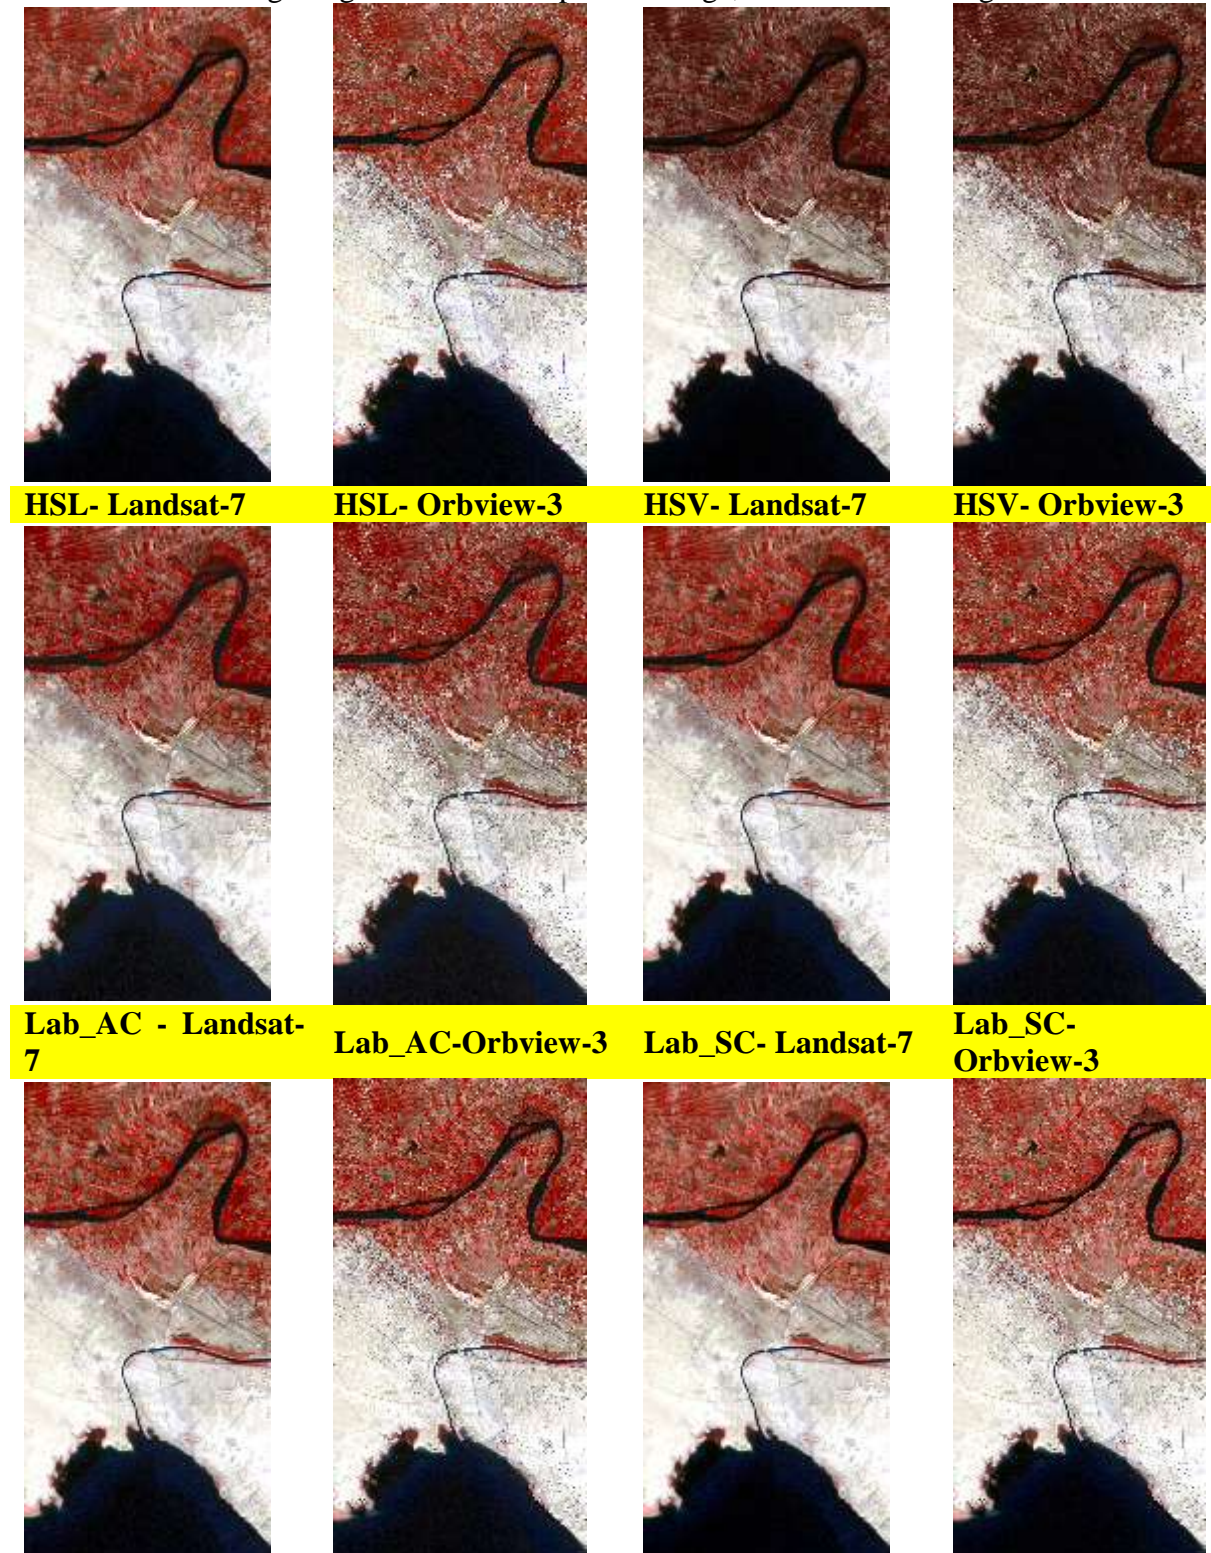 HSL- Landsat-7 HSL- Orbview-3 HSV- Landsat-7 HSV- Orbview-3
Lab_AC - Landsat-7 Lab_AC-Orbview-3 Lab_SC- Landsat-7 Lab_SC-Orbview-3